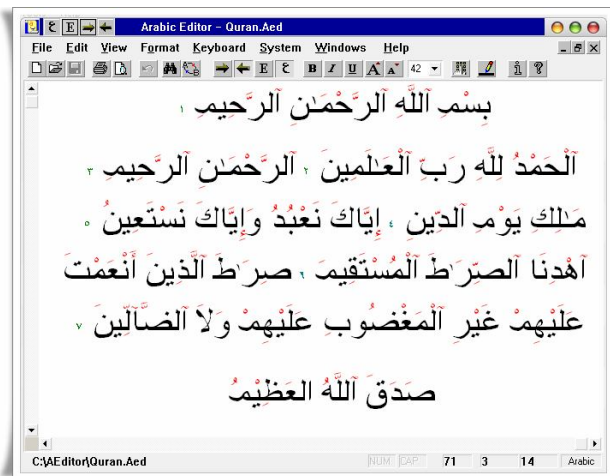 Arabic Editor – Quran.Aed
File Edit View Format Keyboard System Windows Help
E ع B I U A A 42
بِسْمِ ٱللَّهِ ٱلرَّحْمَـٰنِ ٱلرَّحِيمِ ١
ٱلْحَمْدُ لِلَّهِ رَبِّ ٱلْعَـٰلَمِينَ ٢ ٱلرَّحْمَـٰنِ ٱلرَّحِيمِ ٣
مَـٰلِكِ يَوْمِ ٱلدِّينِ ٤ إِيَّاكَ نَعْبُدُ وَإِيَّاكَ نَسْتَعِينُ ٥
ٱهْدِنَا ٱلصِّرَٰطَ ٱلْمُسْتَقِيمَ ٦ صِرَٰطَ ٱلَّذِينَ أَنْعَمْتَ
عَلَيْهِمْ غَيْرِ ٱلْمَغْضُوبِ عَلَيْهِمْ وَلَا ٱلضَّآلِّينَ ٧
صَدَقَ ٱللَّهُ العَظِيْمُ
C:\AEditor\Quran.Aed NUM CAP 71 3 14 Arabic